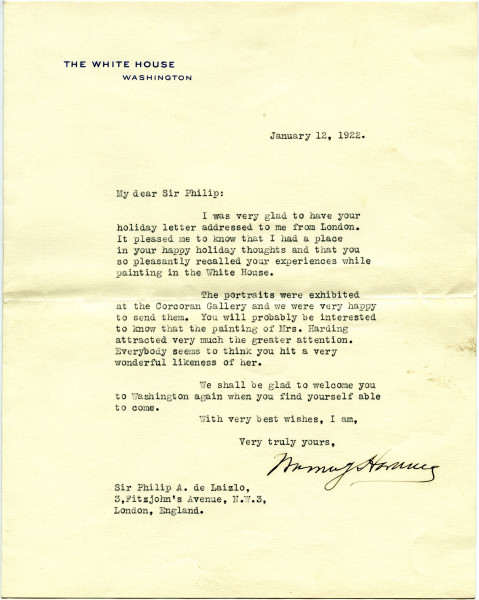 THE WHITE HOUSE
WASHINGTON
January 12, 1922.
My dear Sir Philip:
I was very glad to have your
holiday letter addressed to me from London.
It pleased me to know that I had a place
in your happy holiday thoughts and that you
so pleasantly recalled your experiences while
painting in the White House.
The portraits were exhibited
at the Corcoran Gallery and we were very happy
to send them. You will probably be interested
to know that the painting of Mrs. Harding
attracted very much the greater attention.
Everybody seems to think you hit a very
wonderful likeness of her.
We shall be glad to welcome you
to Washington again when you find yourself able
to come.
With very best wishes, I am,
Very truly yours,
Warren G Harding
Sir Philip A. de Laizlo,
3,Fitzjohn's Avenue, N.W.3,
London, England.